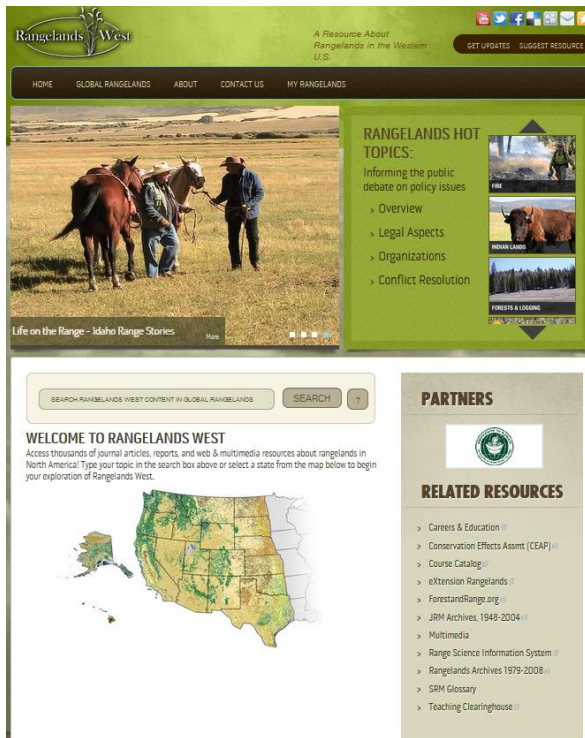 Rangelands West
A Resource About
Rangelands in the Western
U.S.
GET UPDATES SUGGEST RESOURCE
HOME GLOBAL RANGELANDS ABOUT CONTACT US MY RANGELANDS
RANGELANDS HOT
TOPICS:
Informing the public
debate on policy issues
› Overview
› Legal Aspects
› Organizations
› Conflict Resolution
FIRE
INDIAN LANDS
FORESTS & LOGGING
Life on the Range - Idaho Range Stories
More
SEARCH RANGELANDS WEST CONTENT IN GLOBAL RANGELANDS
SEARCH
?
WELCOME TO RANGELANDS WEST
Access thousands of journal articles, reports, and web & multimedia resources about rangelands in
North America! Type your topic in the search box above or select a state from the map below to begin
your exploration of Rangelands West.
PARTNERS
RELATED RESOURCES
› Careers & Education
› Conservation Effects Assmt (CEAP)
› Course Catalog
› eXtension Rangelands
› ForestandRange.org
› JRM Archives, 1948-2004
› Multimedia
› Range Science Information System
› Rangelands Archives 1979-2008
› SRM Glossary
› Teaching Clearinghouse